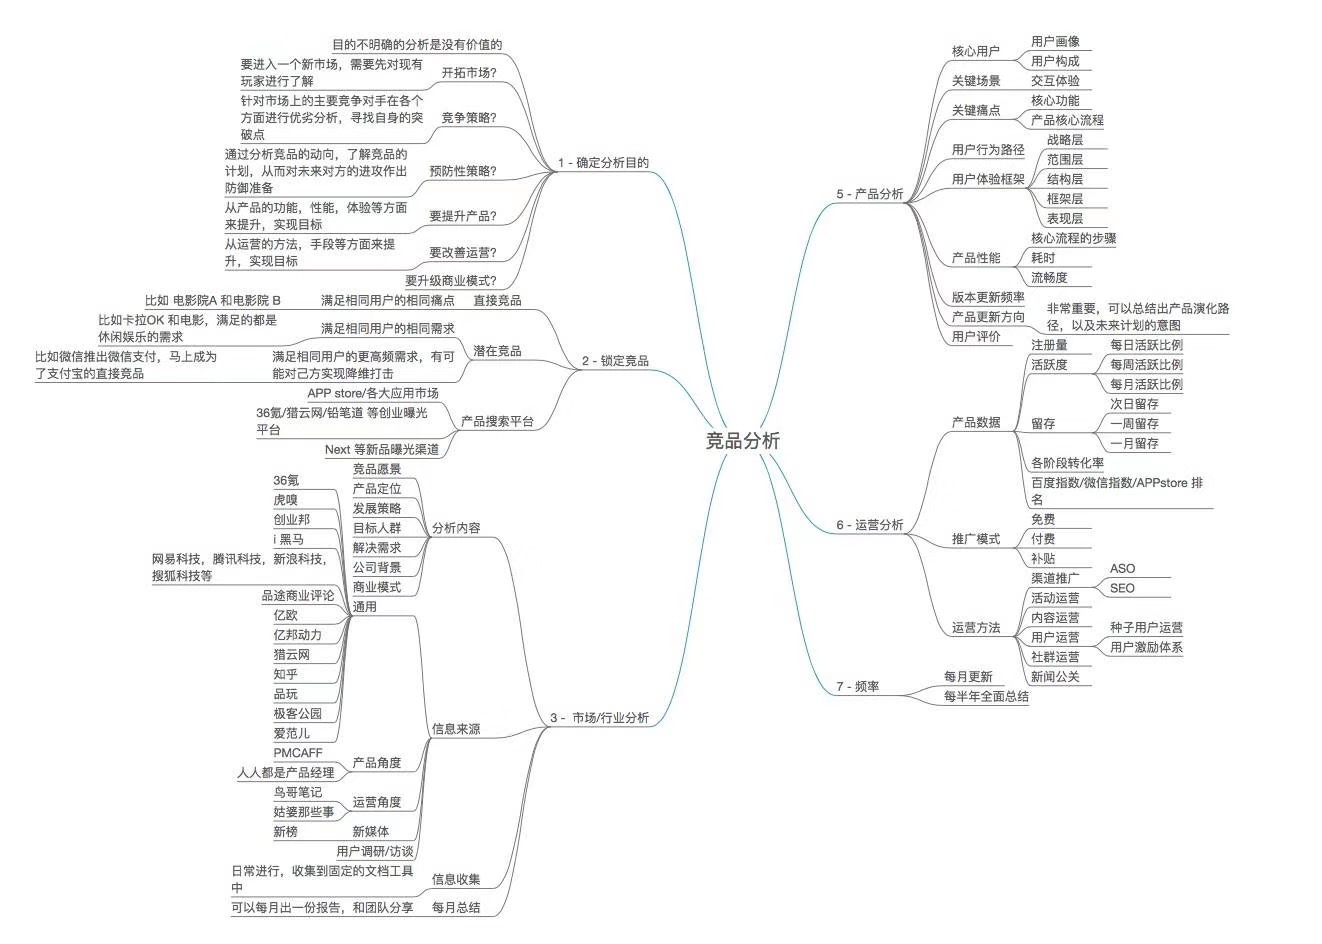 竞品分析
1 - 确定分析目的
目的不明确的分析是没有价值的
开拓市场?
要进入一个新市场，需要先对现有
玩家进行了解
竞争策略?
针对市场上的主要竞争对手在各个
方面进行优劣分析，寻找自身的突
破点
预防性策略?
通过分析竞品的动向，了解竞品的
计划，从而对未来对方的进攻作出
防御准备
要提升产品?
从产品的功能，性能，体验等方面
来提升，实现目标
要改善运营?
从运营的方法，手段等方面来提
升，实现目标
要升级商业模式?
2 - 锁定竞品
直接竞品
满足相同用户的相同痛点
比如 电影院A 和电影院 B
潜在竞品
满足相同用户的相同需求
比如卡拉OK 和电影，满足的都是
休闲娱乐的需求
满足相同用户的更高频需求，有可
能对己方实现降维打击
比如微信推出微信支付，马上成为
了支付宝的直接竞品
产品搜索平台
APP store/各大应用市场
36氪/猎云网/铅笔道 等创业曝光
平台
Next 等新品曝光渠道
3 - 市场/行业分析
分析内容
竞品愿景
产品定位
发展策略
目标人群
解决需求
公司背景
商业模式
信息来源
通用
36氪
虎嗅
创业邦
i 黑马
网易科技，腾讯科技，新浪科技，
搜狐科技等
品途商业评论
亿欧
亿邦动力
猎云网
知乎
品玩
极客公园
爱范儿
产品角度
PMCAFF
人人都是产品经理
运营角度
鸟哥笔记
姑婆那些事
新媒体
新榜
用户调研/访谈
信息收集
日常进行，收集到固定的文档工具
中
每月总结
可以每月出一份报告，和团队分享
5 - 产品分析
核心用户
用户画像
用户构成
关键场景
交互体验
关键痛点
核心功能
产品核心流程
用户行为路径
用户体验框架
战略层
范围层
结构层
框架层
表现层
产品性能
核心流程的步骤
耗时
流畅度
版本更新频率
产品更新方向
非常重要，可以总结出产品演化路
径，以及未来计划的意图
用户评价
6 - 运营分析
产品数据
注册量
活跃度
每日活跃比例
每周活跃比例
每月活跃比例
留存
次日留存
一周留存
一月留存
各阶段转化率
百度指数/微信指数/APPstore 排
名
推广模式
免费
付费
补贴
运营方法
渠道推广
ASO
SEO
活动运营
内容运营
用户运营
种子用户运营
用户激励体系
社群运营
新闻公关
7 - 频率
每月更新
每半年全面总结